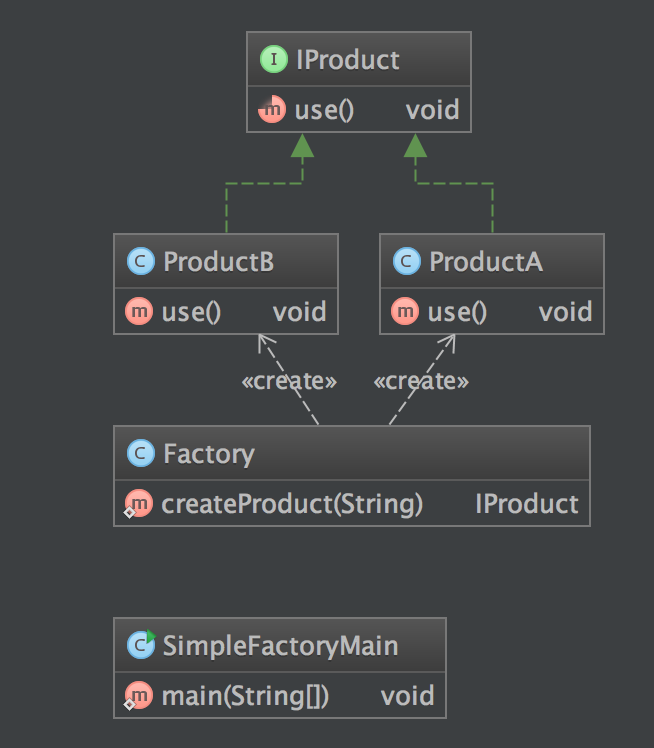 I IProduct
m use() void
C ProductB
m use() void
C ProductA
m use() void
«create» «create»
C Factory
m createProduct(String) IProduct
C SimpleFactoryMain
m main(String[]) void